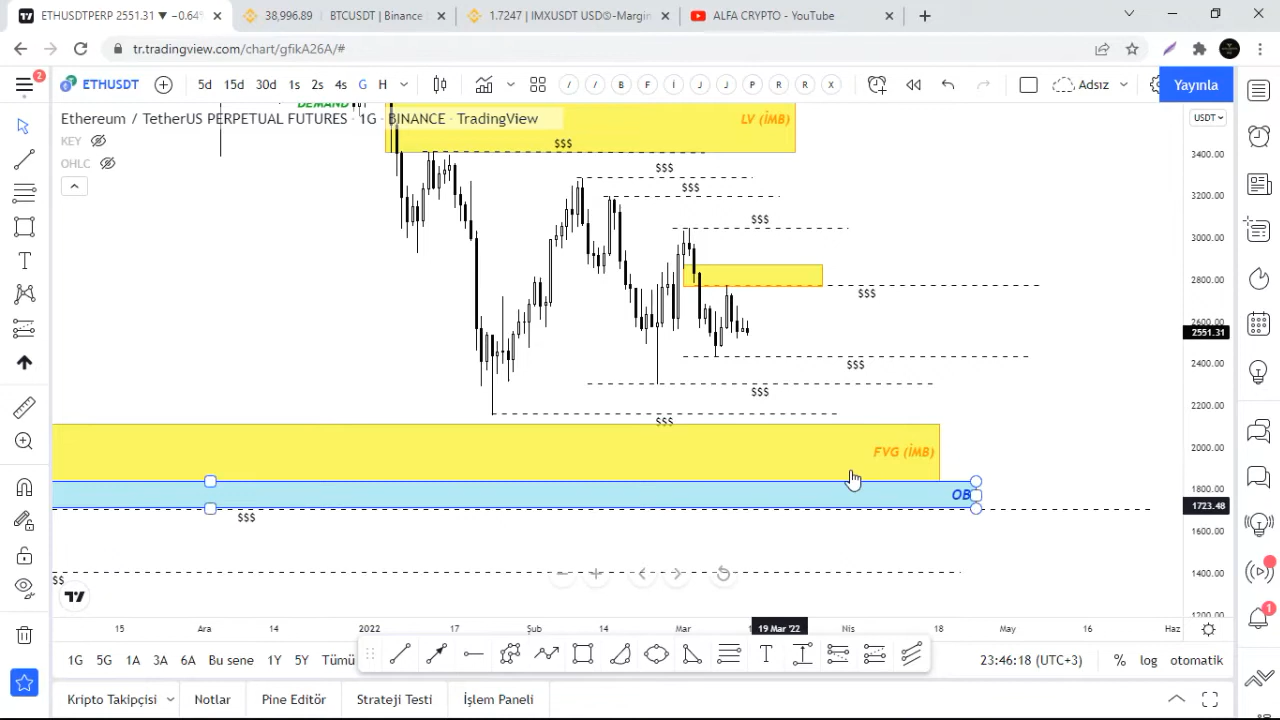 ETHUSDTPERP 2551.31 ▼ −0.64%
38,996.89 BTCUSDT | Binance
1.7247 | IMXUSDT USDⓈ-Margin
ALFA CRYPTO - YouTube
tr.tradingview.com/chart/gfikA26A/#
2
ETHUSDT
5d 15d 30d 1s 2s 4s G H
B F İ J J P R R X
Adsız
Yayınla
DEMAND
Ethereum / TetherUS PERPETUAL FUTURES · 1G · BINANCE · TradingView
KEY
OHLC
LV (İMB)
USDT
$$$
$$$
$$$
$$$
$$$
$$$
$$$
$$$
FVG (İMB)
OB
$$$
$$
3400.00
3200.00
3000.00
2800.00
2600.00
2551.31
2400.00
2200.00
2000.00
1800.00
1723.48
1600.00
1400.00
1200.00
15 Ara 14 2022 17 Şub 14 Mar 19 Mar '22 Nis 18 May 16 Haz
1G 5G 1A 3A 6A Bu sene 1Y 5Y Tümü
T
23:46:18 (UTC+3) % log otomatik
Kripto Takipçisi Notlar Pine Editör Strateji Testi İşlem Paneli
1